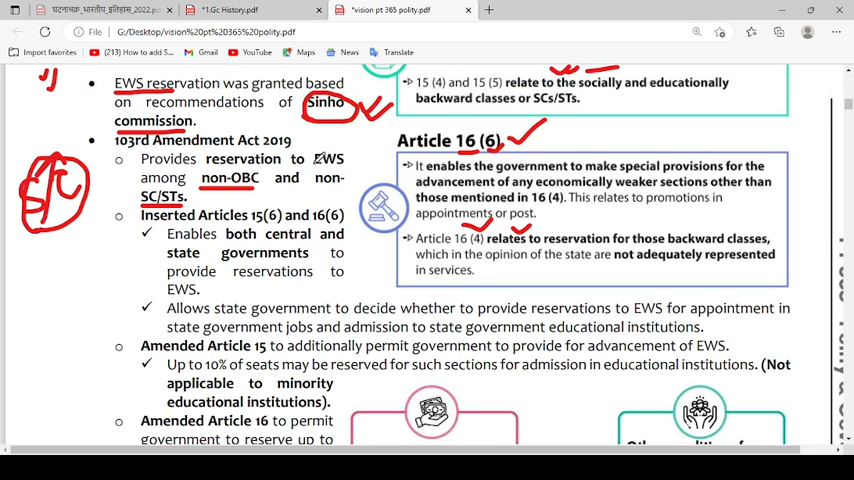 घटनाचक्र_भारतीय_इतिहास_2022.pdf
*1.Gc History.pdf
*vision pt 365 polity.pdf
File
G:/Desktop/vision%20pt%20365%20polity.pdf
Import favorites
(213) How to add S...
Gmail
YouTube
Maps
News
Translate
EWS reservation was granted based
on recommendations of Sinho
commission.
103rd Amendment Act 2019
Provides reservation to EWS
among non-OBC and non-
SC/STs.
Inserted Articles 15(6) and 16(6)
Enables both central and
state governments to
provide reservations to
EWS.
15 (4) and 15 (5) relate to the socially and educationally
backward classes or SCs/STs.
Article 16 (6)
It enables the government to make special provisions for the
advancement of any economically weaker sections other than
those mentioned in 16 (4). This relates to promotions in
appointments or post.
Article 16 (4) relates to reservation for those backward classes,
which in the opinion of the state are not adequately represented
in services.
Allows state government to decide whether to provide reservations to EWS for appointment in
state government jobs and admission to state government educational institutions.
Amended Article 15 to additionally permit government to provide for advancement of EWS.
Up to 10% of seats may be reserved for such sections for admission in educational institutions. (Not
applicable to minority
educational institutions).
Amended Article 16 to permit
government to reserve up to